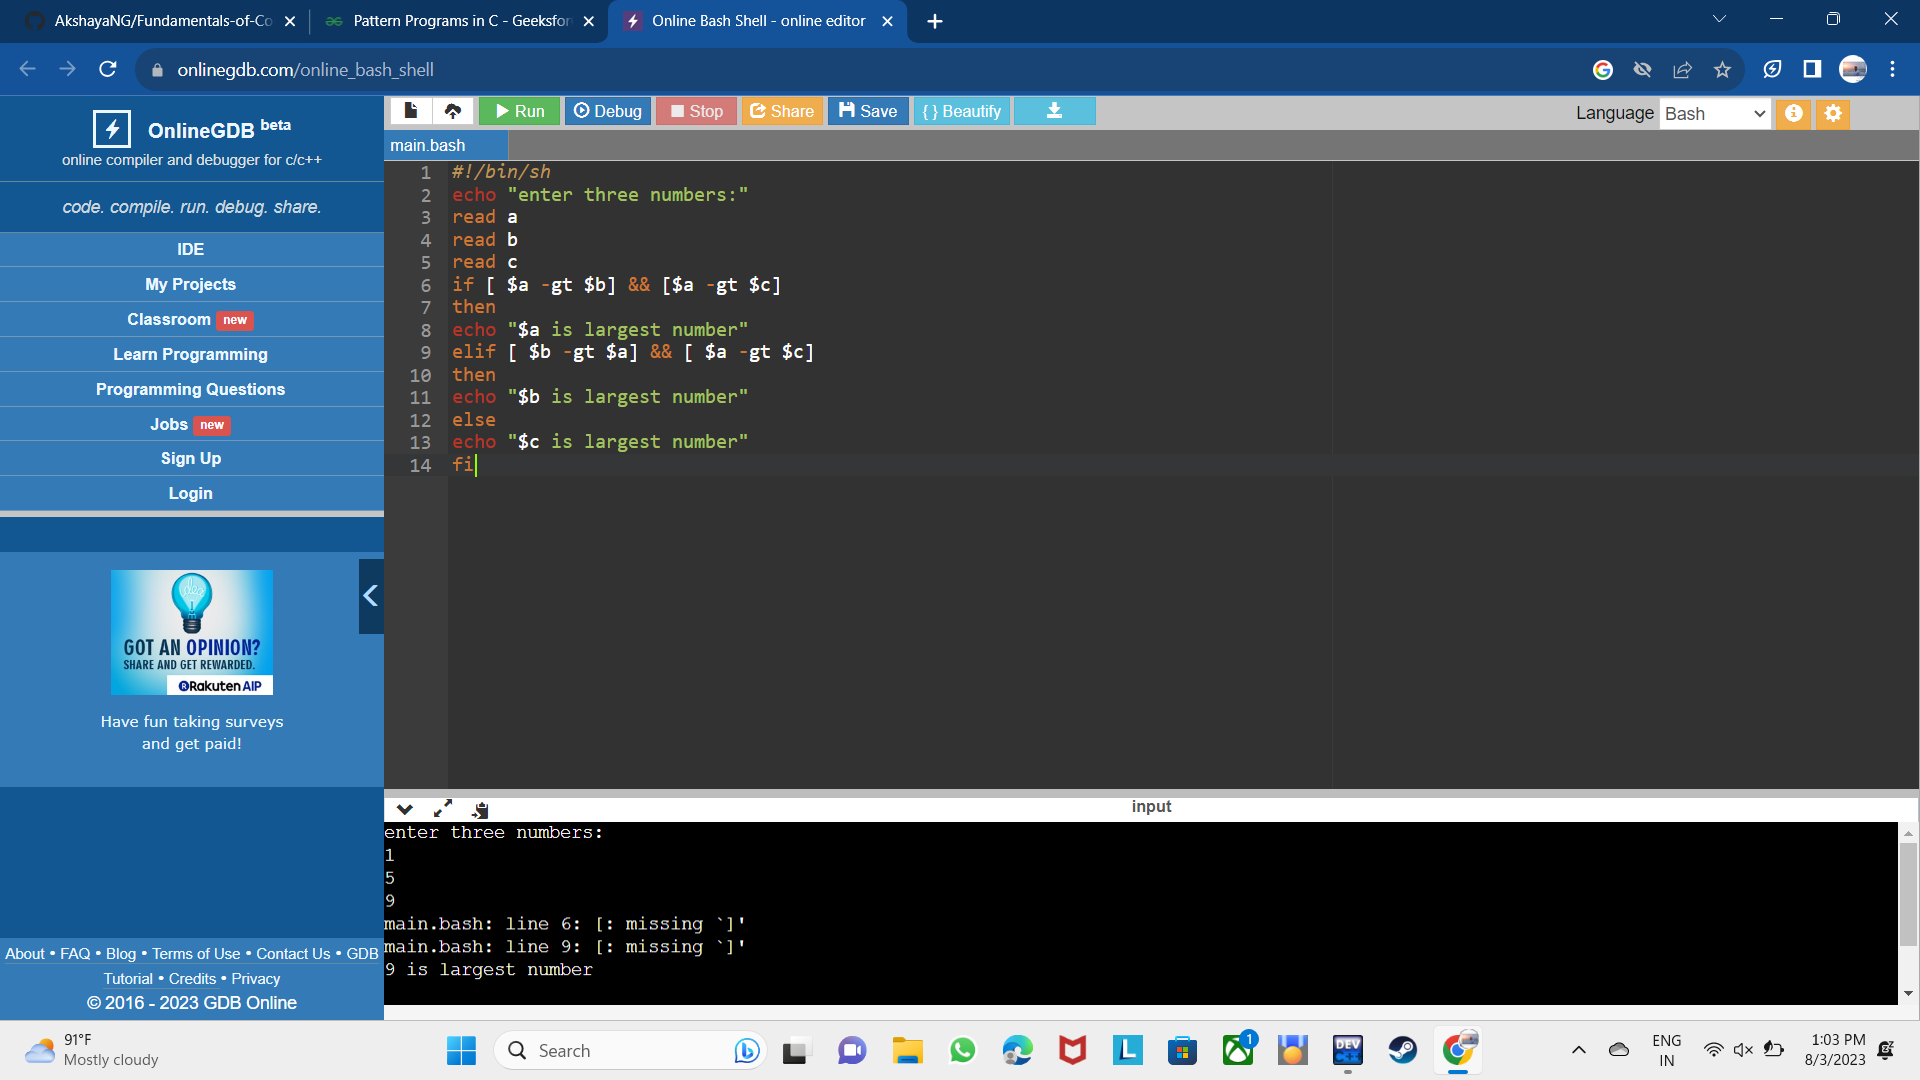 AkshayaNG/Fundamentals-of-Co
Pattern Programs in C - Geeksfor
Online Bash Shell - online editor
onlinegdb.com/online_bash_shell
OnlineGDB beta
online compiler and debugger for c/c++
code. compile. run. debug. share.
IDE
My Projects
Classroom new
Learn Programming
Programming Questions
Jobs new
Sign Up
Login
GOT AN OPINION?
SHARE AND GET REWARDED.
Rakuten AIP
Have fun taking surveys
and get paid!
About • FAQ • Blog • Terms of Use • Contact Us • GDB
Tutorial • Credits • Privacy
© 2016 - 2023 GDB Online
Run Debug Stop Share Save { } Beautify
Language Bash
main.bash
1 #!/bin/sh
2 echo "enter three numbers:"
3 read a
4 read b
5 read c
6 if [ $a -gt $b] && [$a -gt $c]
7 then
8 echo "$a is largest number"
9 elif [ $b -gt $a] && [ $a -gt $c]
10 then
11 echo "$b is largest number"
12 else
13 echo "$c is largest number"
14 fi
input
enter three numbers:
1
5
9
main.bash: line 6: [: missing `]'
main.bash: line 9: [: missing `]'
9 is largest number
91°F
Mostly cloudy
Search
L
1
DEV
C++
ENG
IN
1:03 PM
8/3/2023